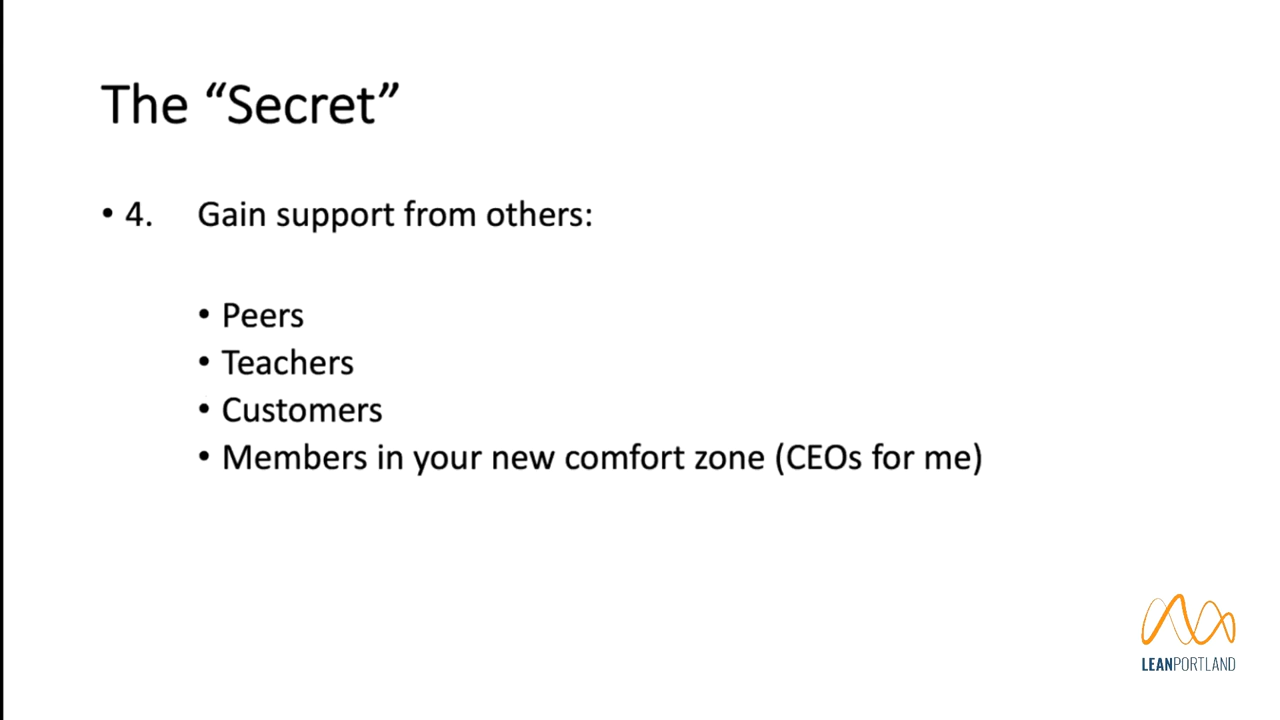 The “Secret”
• 4. Gain support from others:
• Peers
• Teachers
• Customers
• Members in your new comfort zone (CEOs for me)
LEANPORTLAND